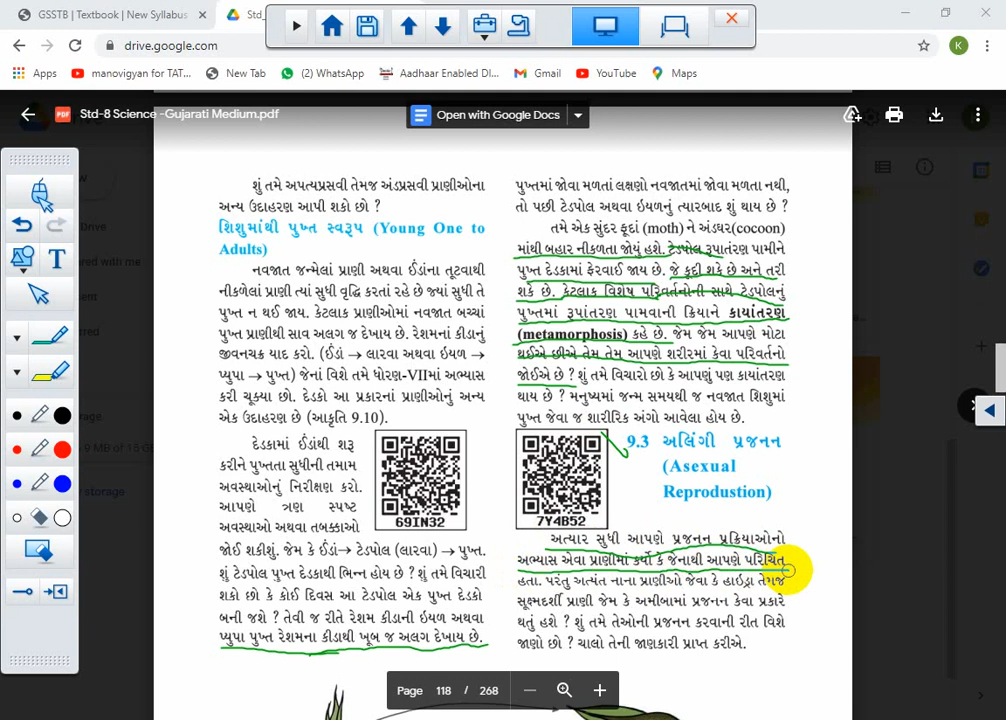 GSSTB | Textbook | New Syllabus
Std_
drive.google.com
K
Apps
manovigyan for TAT...
New Tab
(2) WhatsApp
Aadhaar Enabled DI...
Gmail
YouTube
Maps
PDF
Std-8 Science -Gujarati Medium.pdf
Open with Google Docs
શું તમે અપત્યપ્રસવી તેમજ અંડપ્રસવી પ્રાણીઓના
અન્ય ઉદાહરણ આપી શકો છો ?
શિશુમાંથી પુખ્ત સ્વરૂપ (Young One to
Adults)
નવજાત જન્મેલાં પ્રાણી અથવા ઈંડાંના તૂટવાથી
નીકળેલાં પ્રાણી ત્યાં સુધી વૃદ્ધિ કરતાં રહે છે જ્યાં સુધી તે
પુખ્ત ન થઈ જાય. કેટલાક પ્રાણીઓમાં નવજાત બચ્ચાં
પુખ્ત પ્રાણીથી સાવ અલગ જ દેખાય છે. રેશમના કીડાનું
જીવનચક્ર યાદ કરો. (ઈંડાં → લારવા અથવા ઇયળ →
પ્યુપા → પુખ્ત) જેનાં વિશે તમે ધોરણ-VIIમાં અભ્યાસ
કરી ચૂક્યા છો. દેડકો આ પ્રકારનાં પ્રાણીઓનું અન્ય
એક ઉદાહરણ છે (આકૃતિ 9.10).
દેડકામાં ઈંડાંથી શરૂ
કરીને પુખ્તતા સુધીની તમામ
અવસ્થાઓનું નિરીક્ષણ કરો.
આપણે ત્રણ સ્પષ્ટ
અવસ્થાઓ અથવા તબક્કાઓ
69IN32
જોઈ શકીશું. જેમ કે ઈંડાં→ ટેડપોલ (લારવા) → પુખ્ત.
શું ટેડપોલ પુખ્ત દેડકાથી ભિન્ન હોય છે ? શું તમે વિચારી
શકો છો કે કોઈ દિવસ આ ટેડપોલ એક પુખ્ત દેડકો
બની જશે ? તેવી જ રીતે રેશમ કીડાની ઇયળ અથવા
પ્યુપા પુખ્ત રેશમના કીડાથી ખૂબ જ અલગ દેખાય છે.
પુખ્તમાં જોવા મળતાં લક્ષણો નવજાતમાં જોવા મળતા નથી,
તો પછી ટેડપોલ અથવા ઇયળનું ત્યારબાદ શું થાય છે ?
તમે એક સુંદર ફૂદાં (moth) ને અંડઘર(cocoon)
માંથી બહાર નીકળતા જોયું હશે. ટેડપોલ રૂપાતરણ પામીને
પુખ્ત દેડકામાં ફેરવાઈ જાય છે. જે કૂદી શકે છે અને તરી
શકે છે. કેટલાક વિશેષ પરિવર્તનોની સાથે ટેડપોલનું
પુખ્તમાં રૂપાંતરણ પામવાની ક્રિયાને કાયાંતરણ
(metamorphosis) કહે છે. જેમ જેમ આપણે મોટા
થઈએ છીએ તેમ તેમ આપણે શરીરમાં કેવા પરિવર્તનો
જોઈએ છે ? શું તમે વિચારો છો કે આપણું પણ કાયાંતરણ
થાય છે ? મનુષ્યમાં જન્મ સમયથી જ નવજાત શિશુમાં
પુખ્ત જેવા જ શારીરિક અંગો આવેલા હોય છે.
7Y4B52
9.3 અલિંગી પ્રજનન
(Asexual
Reprodustion)
અત્યાર સુધી આપણે પ્રજનન પ્રક્રિયાઓનો
અભ્યાસ એવા પ્રાણીમાં કર્યો કે જેનાથી આપણે પરિચિત
હતા. પરંતુ અત્યંત નાના પ્રાણીઓ જેવા કે હાઇડ્રા તેમજ
સૂક્ષ્મદર્શી પ્રાણી જેમ કે અમીબામાં પ્રજનન કેવા પ્રકારે
થતું હશે ? શું તમે તેઓની પ્રજનન કરવાની રીત વિશે
જાણો છો ? ચાલો તેની જાણકારી પ્રાપ્ત કરીએ.
Page 118 / 268